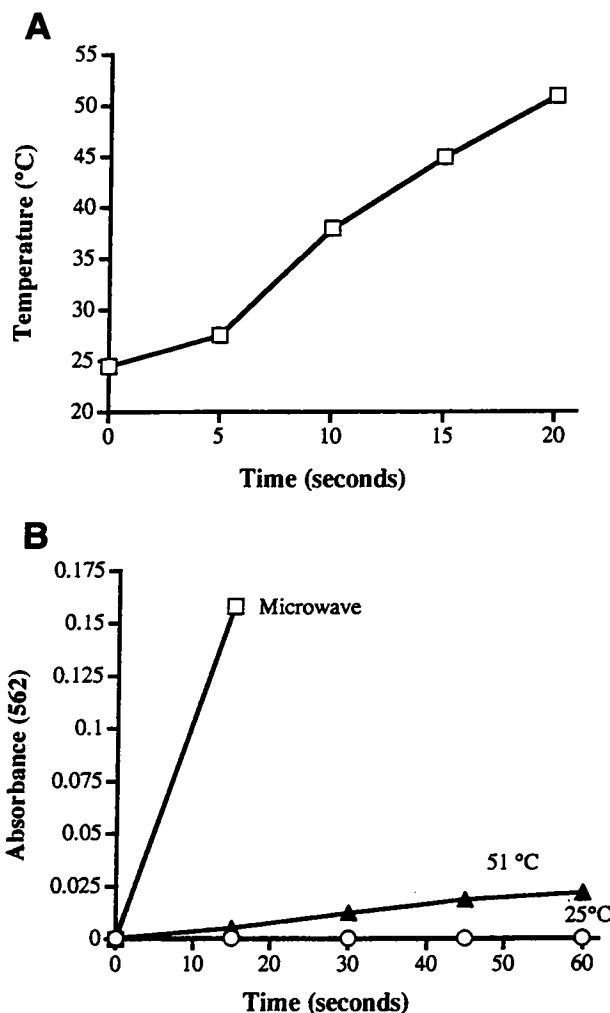 A
Temperature (°C)
55
50
45
40
35
30
25
20
0 5 10 15 20
Time (seconds)
B
Absorbance (562)
0.175
0.15
0.125
0.1
0.075
0.05
0.025
0
Microwave
51 °C
25°C
0 10 20 30 40 50 60
Time (seconds)